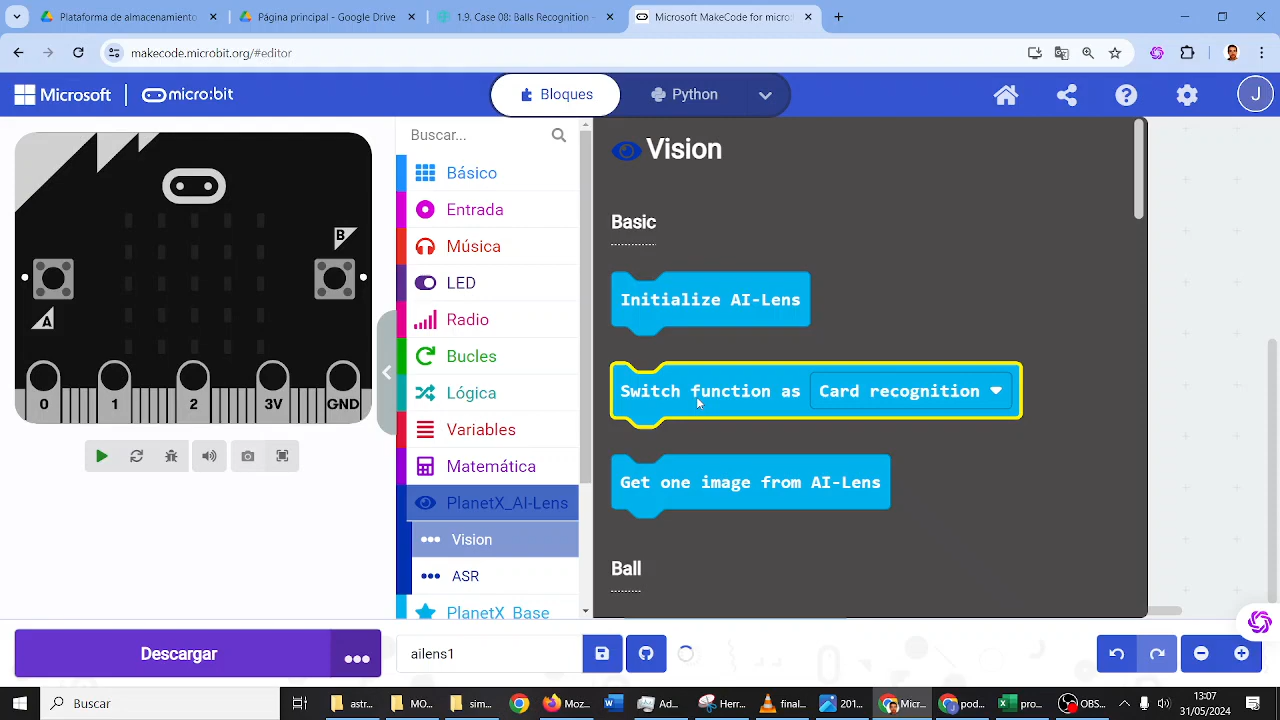 Plataforma de almacenamiento
Página principal - Google Drive
1.9. Case 08: Balls Recognition -
Microsoft MakeCode for micro:b
makecode.microbit.org/#editor
Microsoft
micro:bit
Bloques
Python
J
B
A
0
1
2
3V
GND
Descargar
Buscar...
Básico
Entrada
Música
LED
Radio
Bucles
Lógica
Variables
Matemática
PlanetX_AI-Lens
Vision
ASR
PlanetX_Base
Vision
Basic
Initialize AI-Lens
Switch function as Card recognition
Get one image from AI-Lens
Ball
ailens1
Buscar
stri
MO
sim
Moz
Ad
Her
final
201
Micr
pod
pro
OBS
13:07
31/05/2024